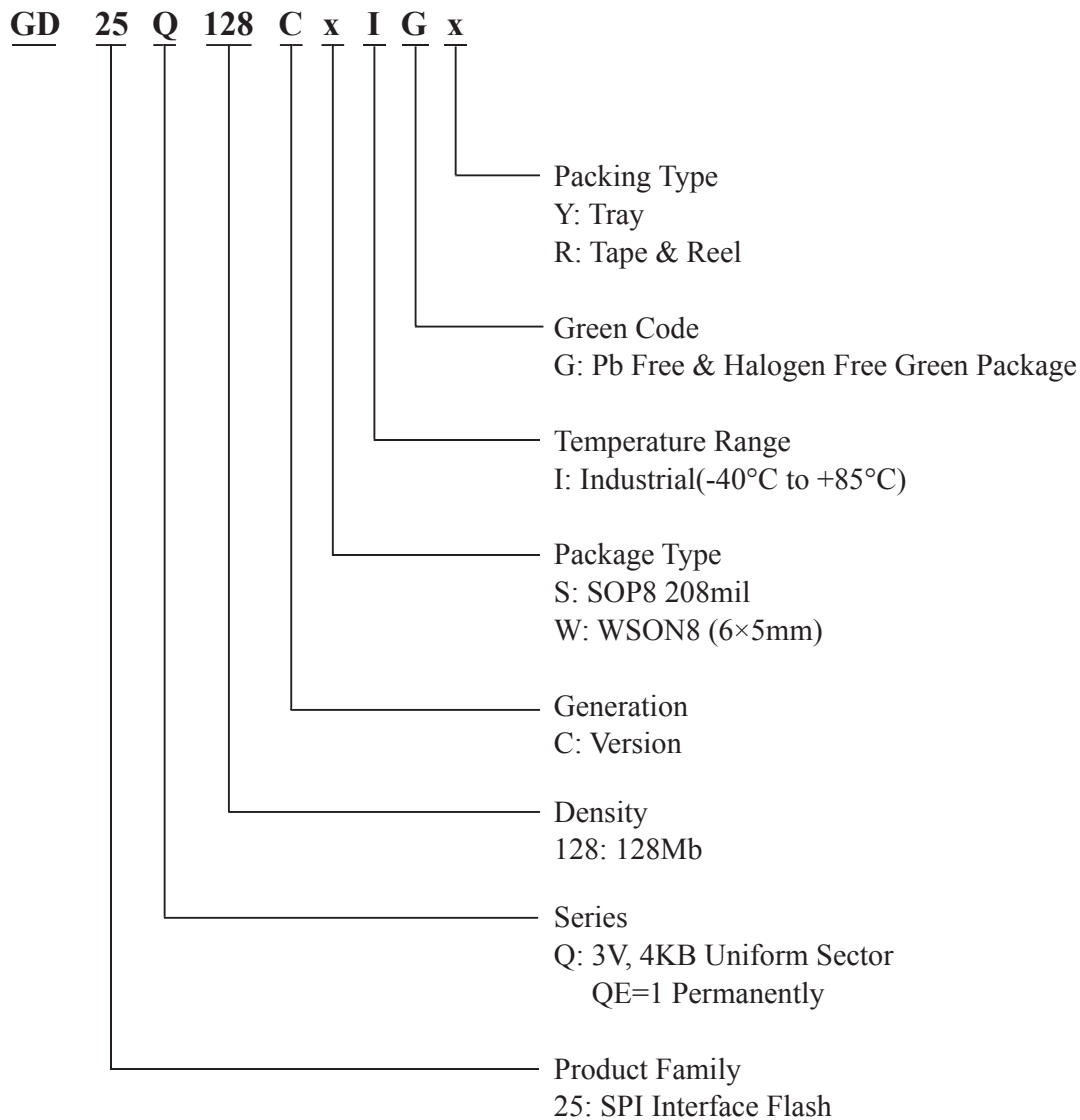 GD 25 Q 128 C x I G x
Packing Type
Y: Tray
R: Tape & Reel
Green Code
G: Pb Free & Halogen Free Green Package
Temperature Range
I: Industrial(-40°C to +85°C)
Package Type
S: SOP8 208mil
W: WSON8 (6×5mm)
Generation
C: Version
Density
128: 128Mb
Series
Q: 3V, 4KB Uniform Sector
QE=1 Permanently
Product Family
25: SPI Interface Flash